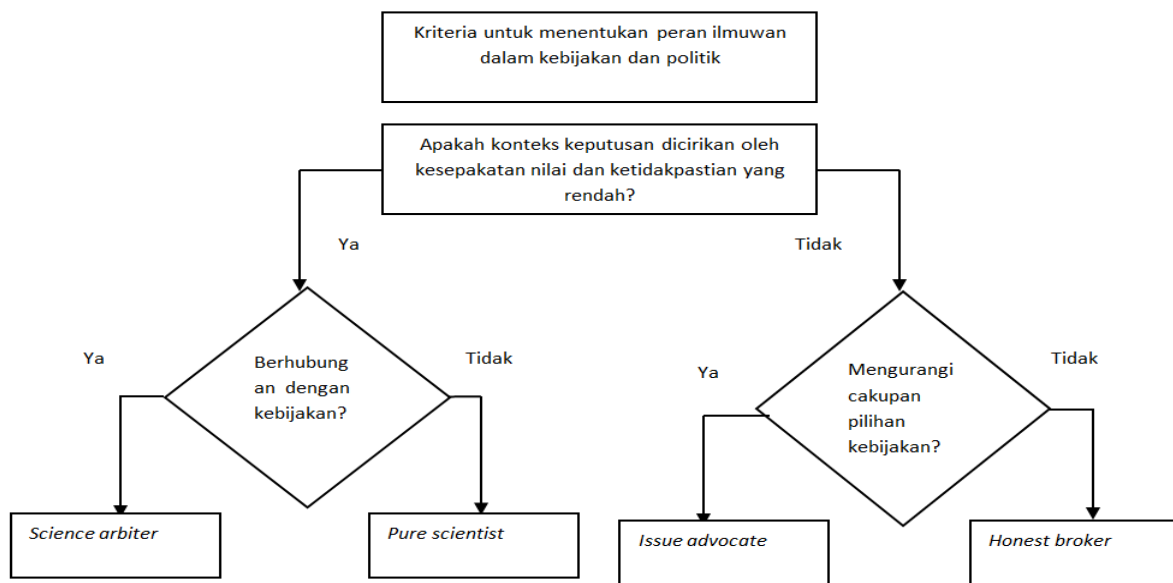 Kriteria untuk menentukan peran ilmuwan
dalam kebijakan dan politik
Apakah konteks keputusan dicirikan oleh
kesepakatan nilai dan ketidakpastian yang
rendah?
Ya
Tidak
Berhubung
an dengan
kebijakan?
Ya
Tidak
Mengurangi
cakupan
pilihan
kebijakan?
Ya
Tidak
Science arbiter
Pure scientist
Issue advocate
Honest broker